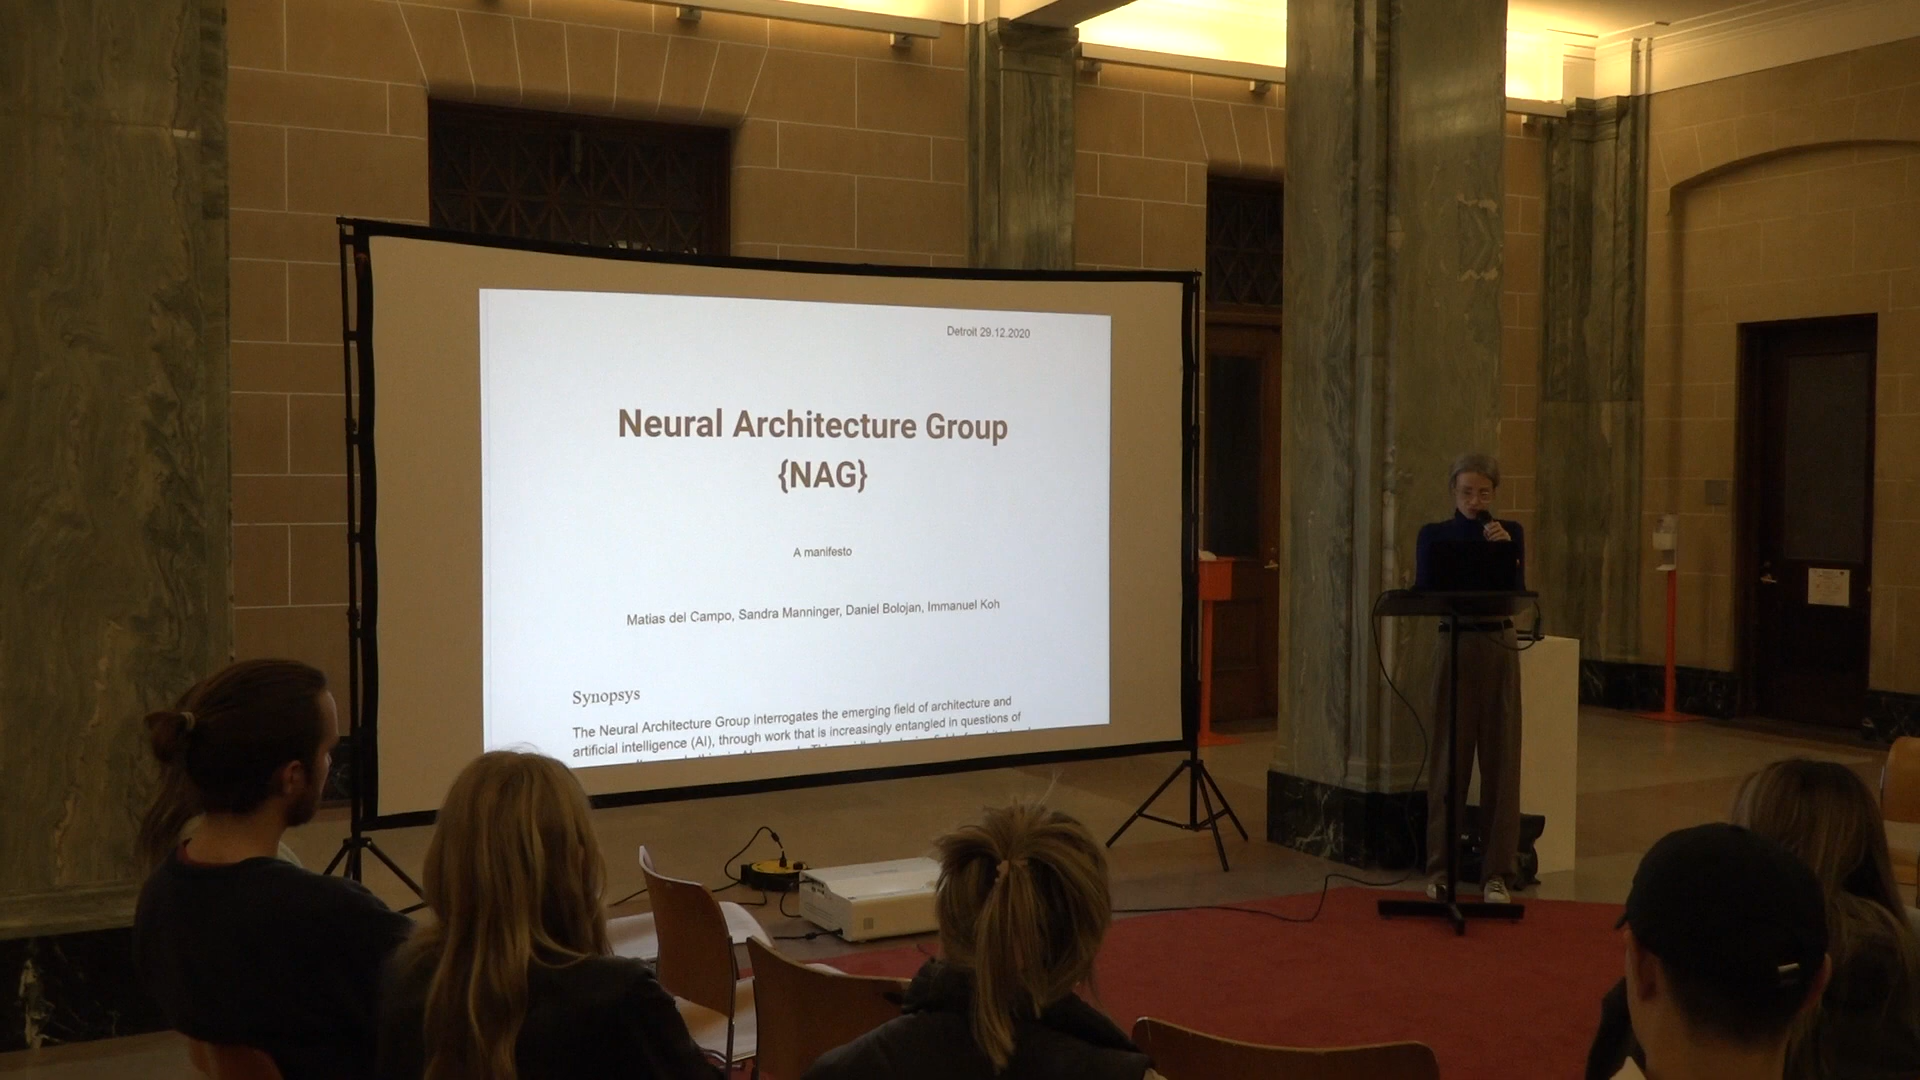 Detroit 29.12.2020
Neural Architecture Group
{NAG}
A manifesto
Matias del Campo, Sandra Manninger, Daniel Bolojan, Immanuel Koh
Synopsys
The Neural Architecture Group interrogates the emerging field of architecture and
artificial intelligence (AI), through work that is increasingly entangled in questions of